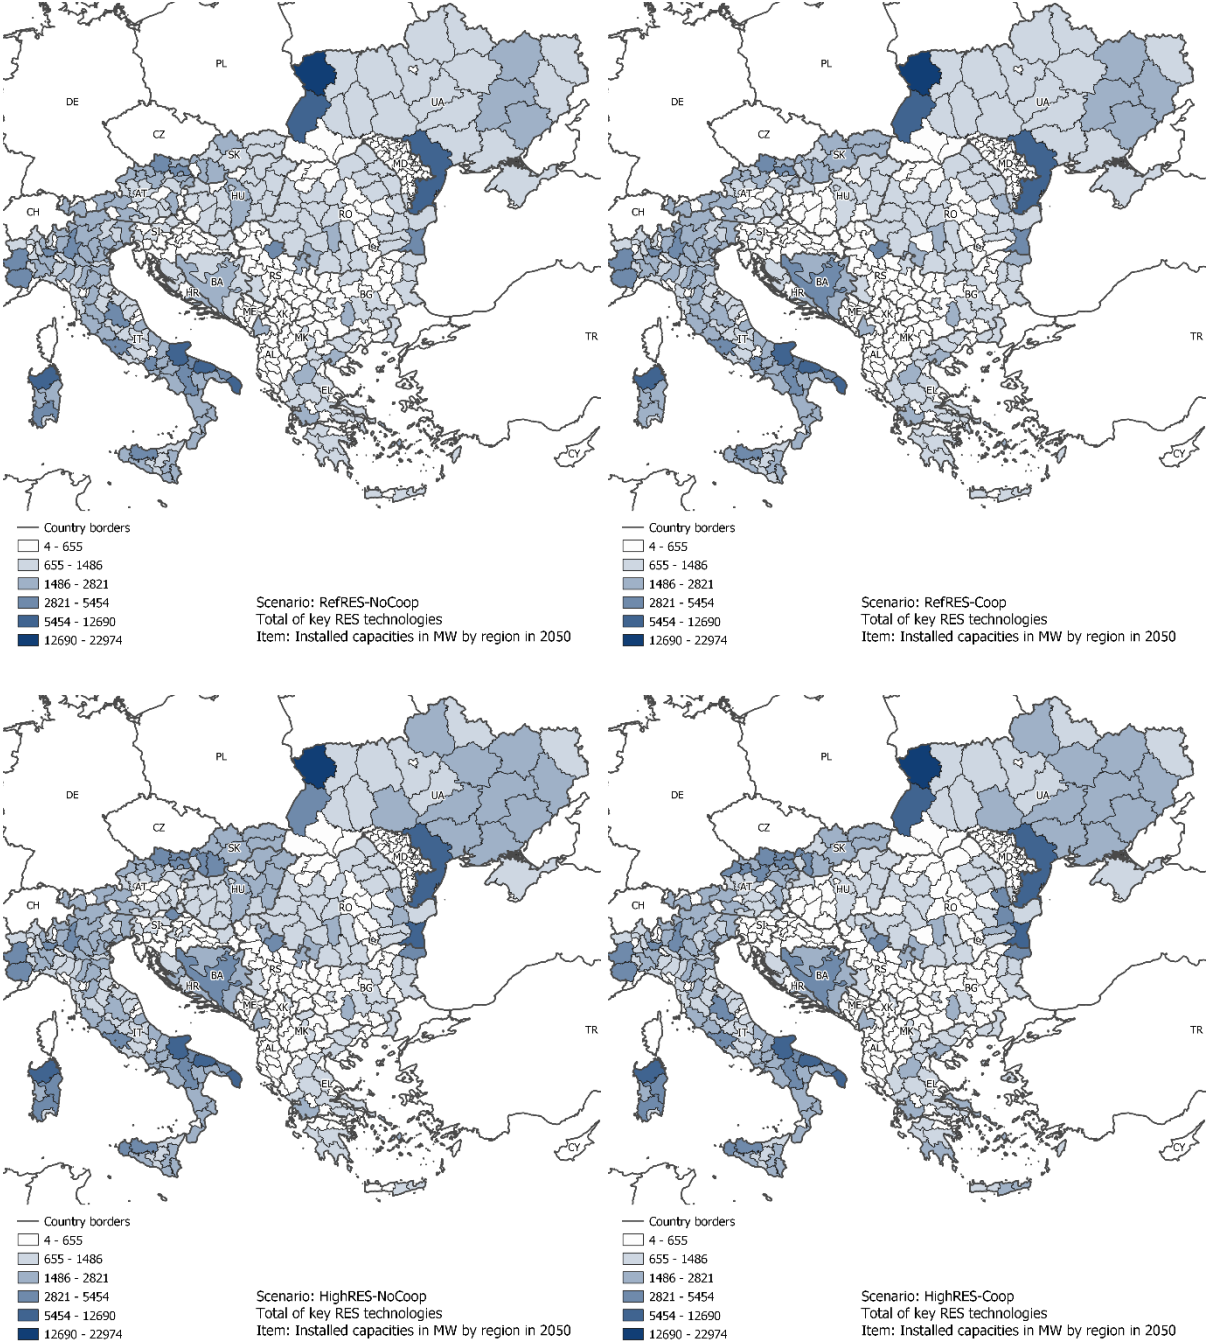 PL
DE
UA
CZ
SK
MD
AT
HU
CH
RO
SI
RS
BA
HR
BG
ME
XK
MK
IT
AL
TR
EL
CY
Country borders
4 - 655
655 - 1486
1486 - 2821
2821 - 5454
5454 - 12690
12690 - 22974
Scenario: RefRES-NoCoop
Total of key RES technologies
Item: Installed capacities in MW by region in 2050
PL
DE
UA
CZ
SK
MD
AT
HU
CH
RO
SI
RS
BA
HR
BG
ME
XK
MK
IT
AL
TR
EL
CY
Country borders
4 - 655
655 - 1486
1486 - 2821
2821 - 5454
5454 - 12690
12690 - 22974
Scenario: RefRES-Coop
Total of key RES technologies
Item: Installed capacities in MW by region in 2050
PL
DE
UA
CZ
SK
MD
AT
HU
CH
RO
SI
RS
BA
HR
BG
ME
XK
MK
IT
AL
TR
EL
CY
Country borders
4 - 655
655 - 1486
1486 - 2821
2821 - 5454
5454 - 12690
12690 - 22974
Scenario: HighRES-NoCoop
Total of key RES technologies
Item: Installed capacities in MW by region in 2050
PL
DE
UA
CZ
SK
MD
AT
HU
CH
RO
SI
RS
BA
HR
BG
ME
XK
MK
IT
AL
TR
EL
CY
Country borders
4 - 655
655 - 1486
1486 - 2821
2821 - 5454
5454 - 12690
12690 - 22974
Scenario: HighRES-Coop
Total of key RES technologies
Item: Installed capacities in MW by region in 2050